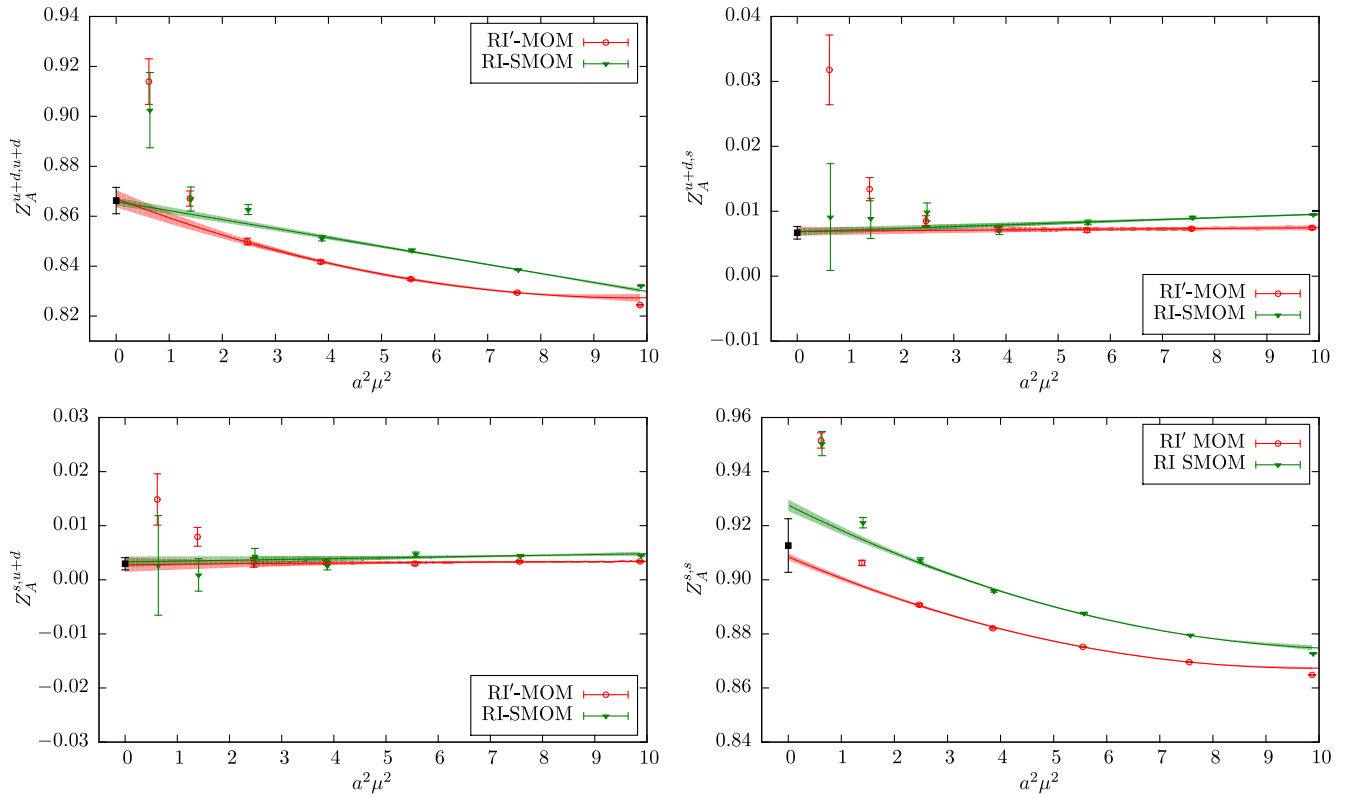 0.94
0.92
0.90
0.88
0.86
0.84
0.82
Z_A^{u+d,u+d}
RI′-MOM
RI-SMOM
0 1 2 3 4 5 6 7 8 9 10
a²μ²
0.04
0.03
0.02
0.01
0.00
−0.01
Z_A^{u+d,s}
RI′-MOM
RI-SMOM
0 1 2 3 4 5 6 7 8 9 10
a²μ²
0.03
0.02
0.01
0.00
−0.01
−0.02
−0.03
Z_A^{s,u+d}
RI′-MOM
RI-SMOM
0 1 2 3 4 5 6 7 8 9 10
a²μ²
0.96
0.94
0.92
0.90
0.88
0.86
0.84
Z_A^{s,s}
RI′ MOM
RI SMOM
0 1 2 3 4 5 6 7 8 9 10
a²μ²